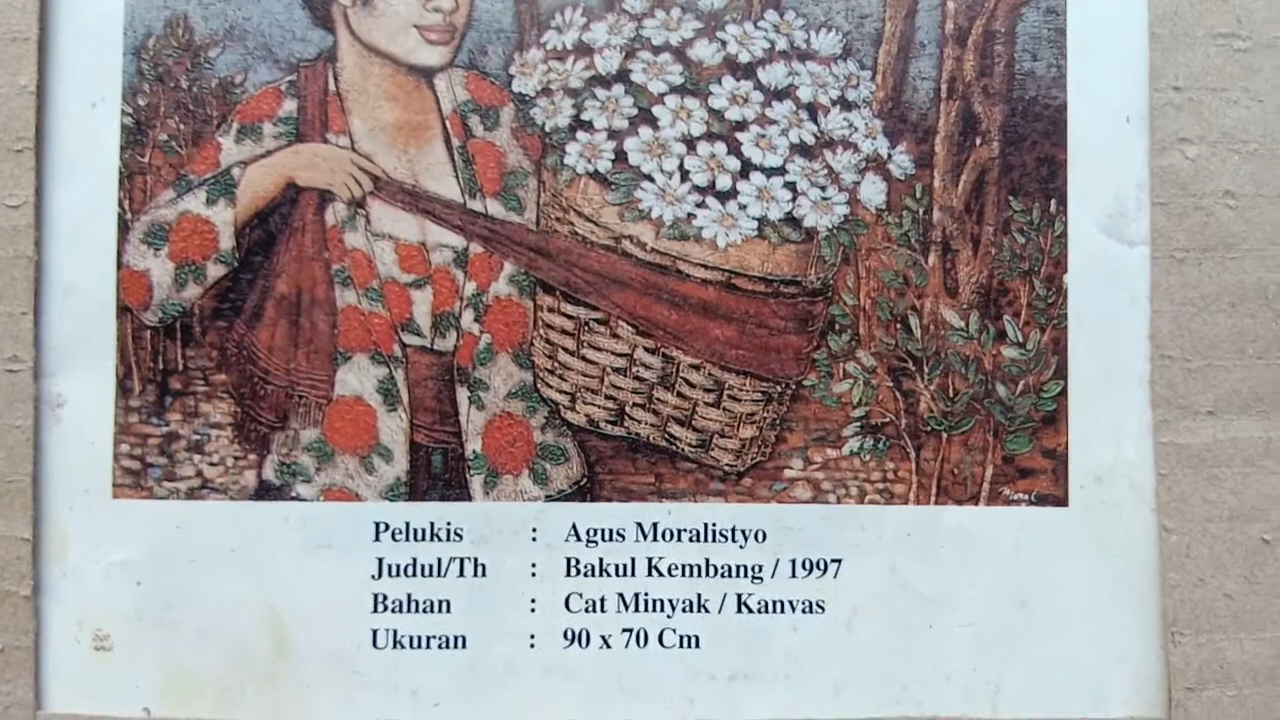 Pelukis : Agus Moralistyo
Judul/Th : Bakul Kembang / 1997
Bahan : Cat Minyak / Kanvas
Ukuran : 90 x 70 Cm